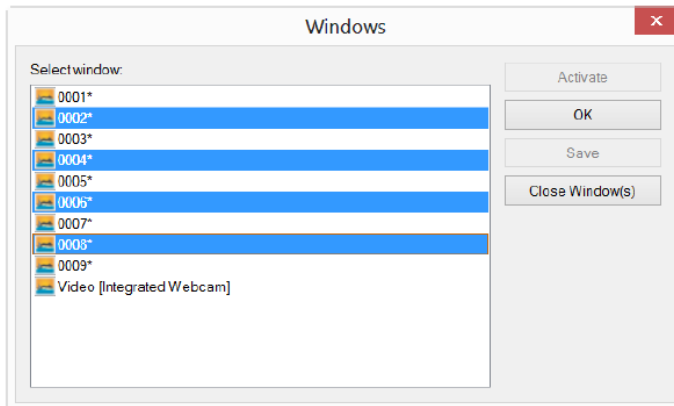 Windows
x
Select window:
Activate
0001*
0002*
OK
0003*
0004*
Save
0005*
0006*
Close Window(s)
0007*
0008*
0009*
Video [Integrated Webcam]